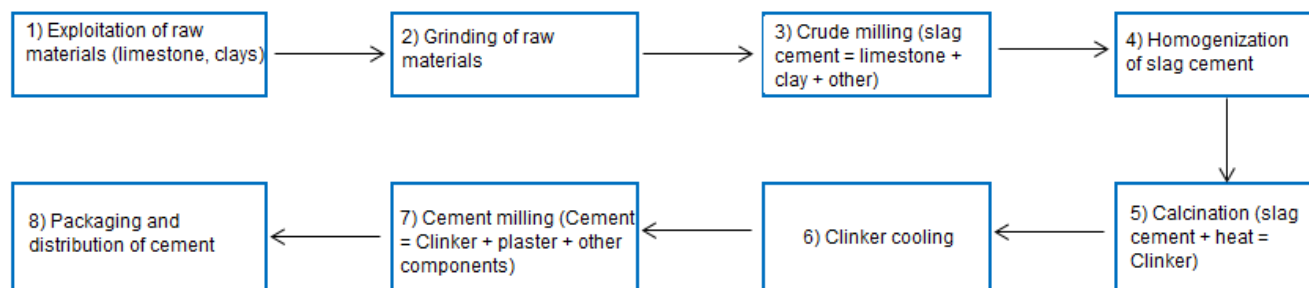 1) Exploitation of raw
materials (limestone, clays)
2) Grinding of raw
materials
3) Crude milling (slag
cement = limestone +
clay + other)
4) Homogenization
of slag cement
5) Calcination (slag
cement + heat =
Clinker)
6) Clinker cooling
7) Cement milling (Cement
= Clinker + plaster + other
components)
8) Packaging and
distribution of cement